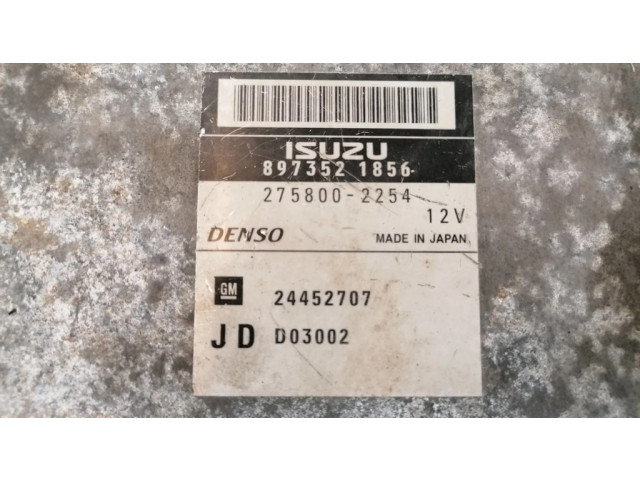 ISUZU
897352 1856
275800-2254
12V
DENSO MADE IN JAPAN
GM 24452707
JD D03002